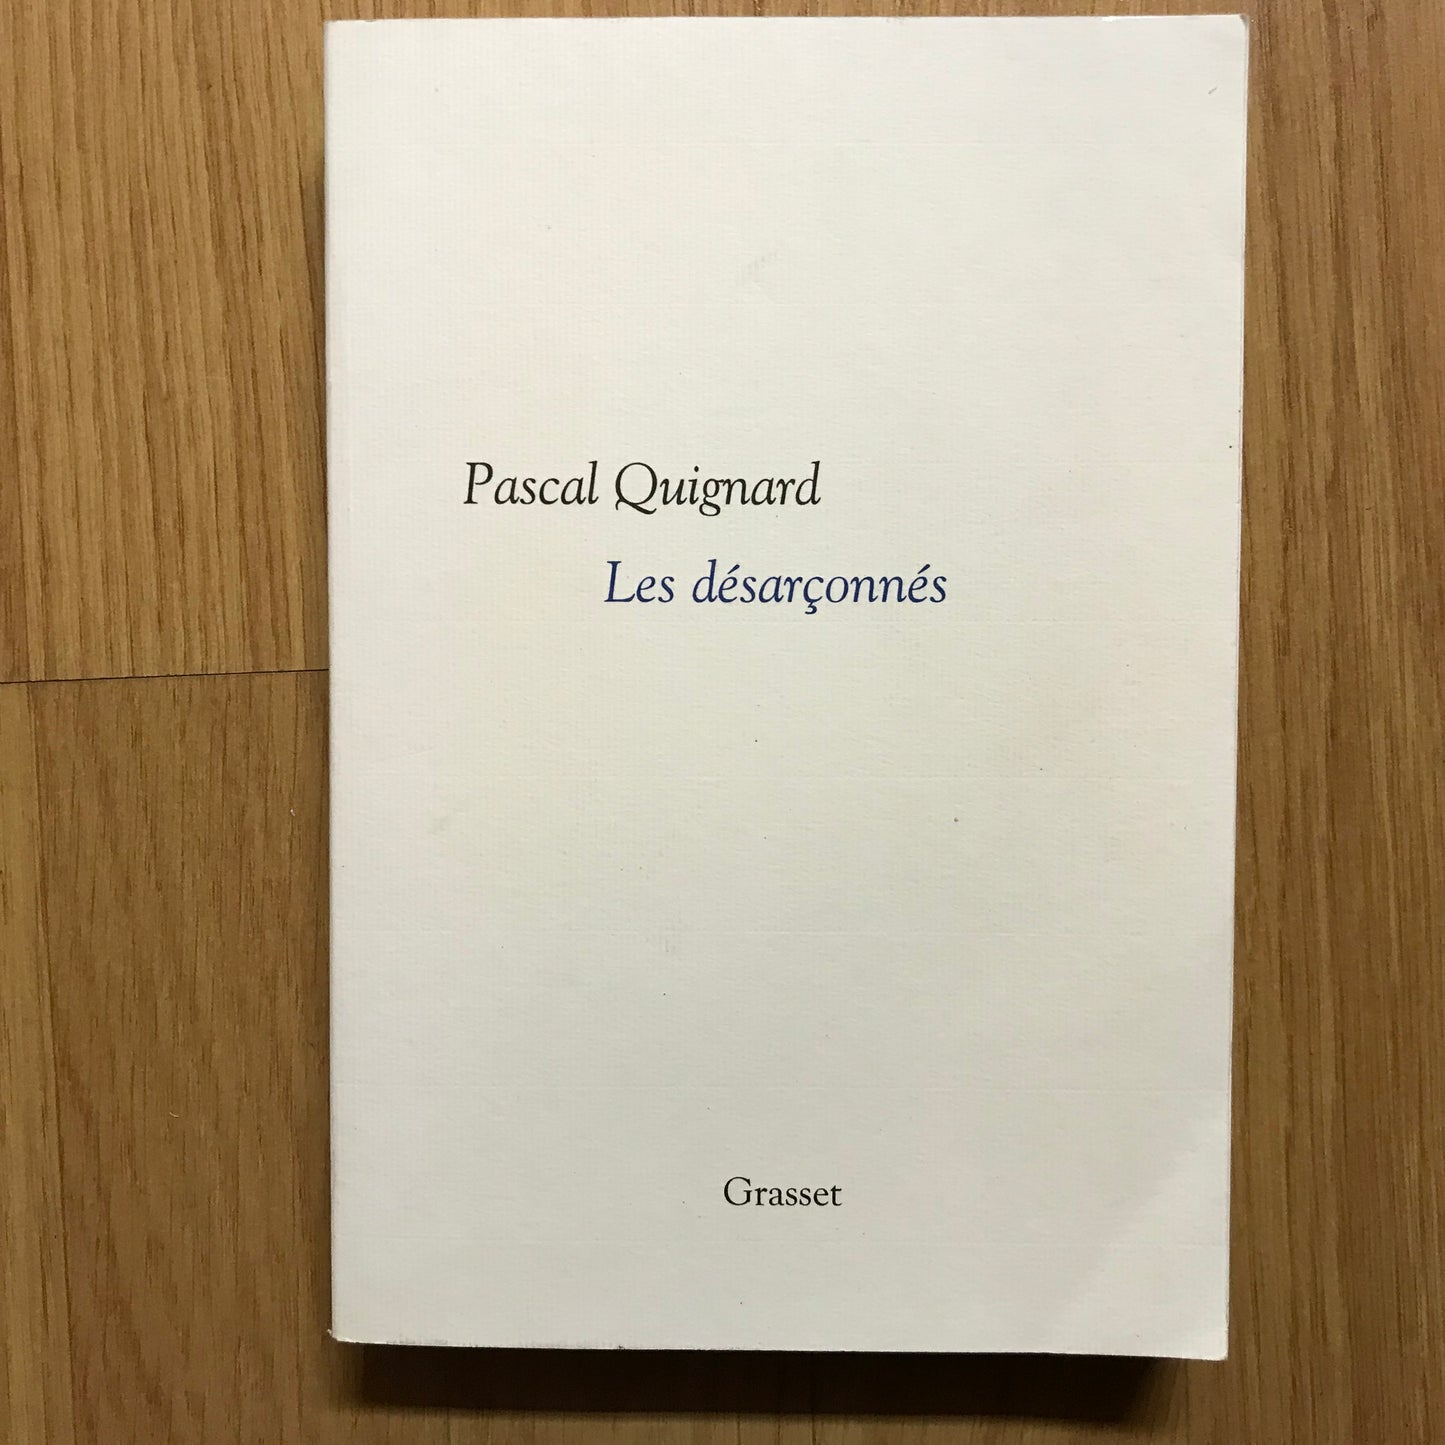 Pascal Quignard
Les désarçonnés
Grasset